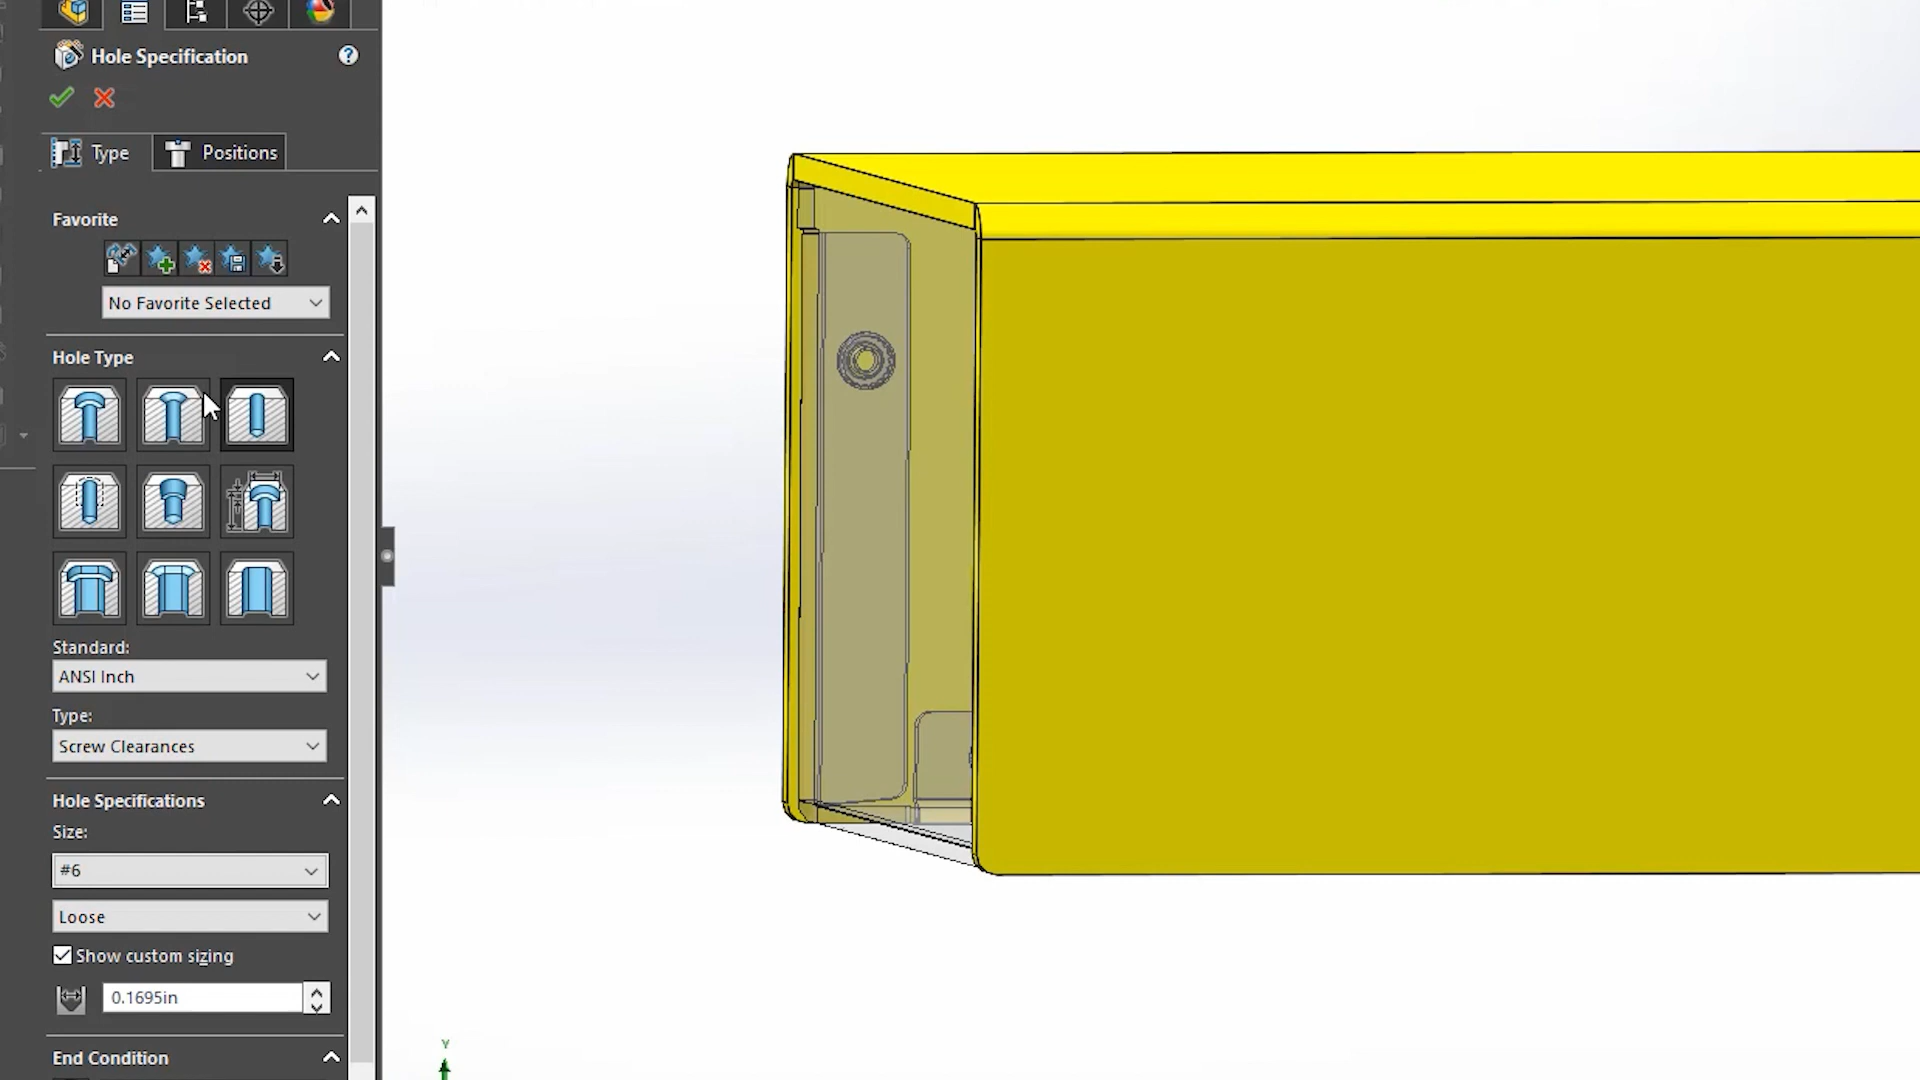 Hole Specification
Type
Positions
Favorite
No Favorite Selected
Hole Type
Standard:
ANSI Inch
Type:
Screw Clearances
Hole Specifications
Size:
#6
Loose
Show custom sizing
0.1695in
End Condition
Y